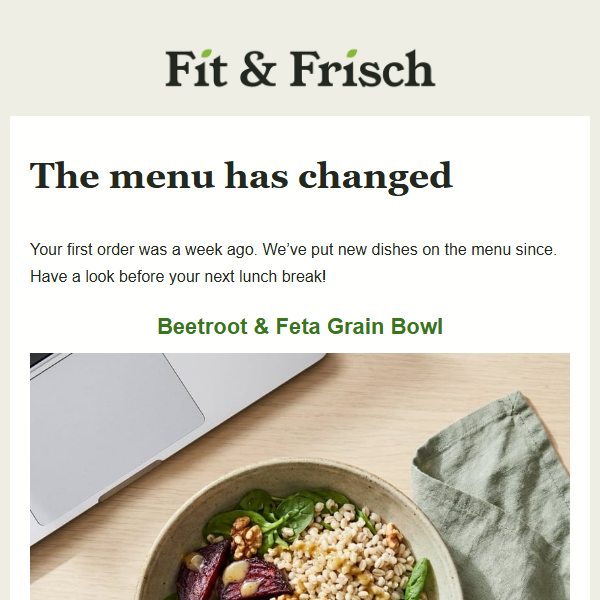 Fit & Frisch
The menu has changed
Your first order was a week ago. We’ve put new dishes on the menu since.
Have a look before your next lunch break!
Beetroot & Feta Grain Bowl